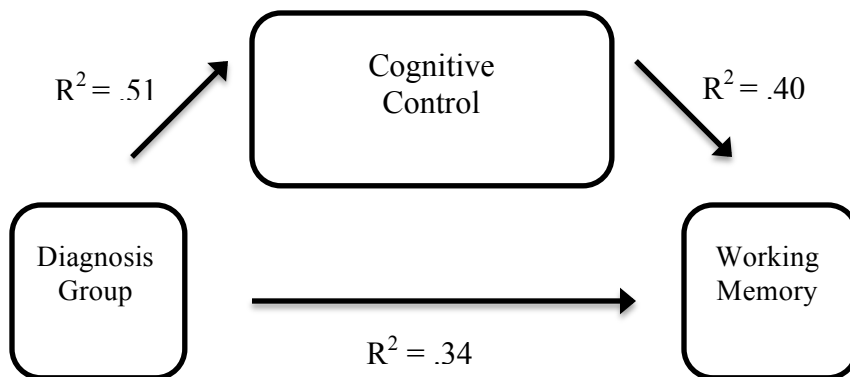 Cognitive
Control
R² = .51
R² = .40
Diagnosis
Group
Working
Memory
R² = .34